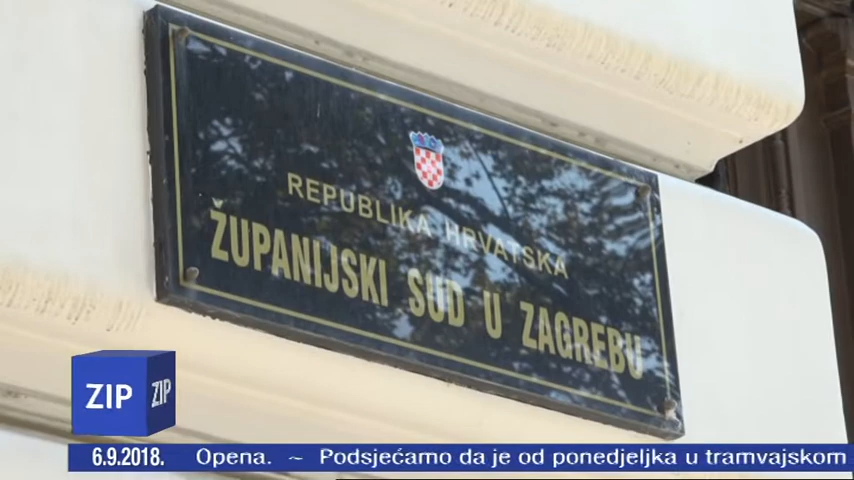 REPUBLIKA HRVATSKA
ŽUPANIJSKI SUD U ZAGREBU
ZIP
ZIP
6.9.2018. Opena. ~ Podsjećamo da je od ponedjeljka u tramvajskom